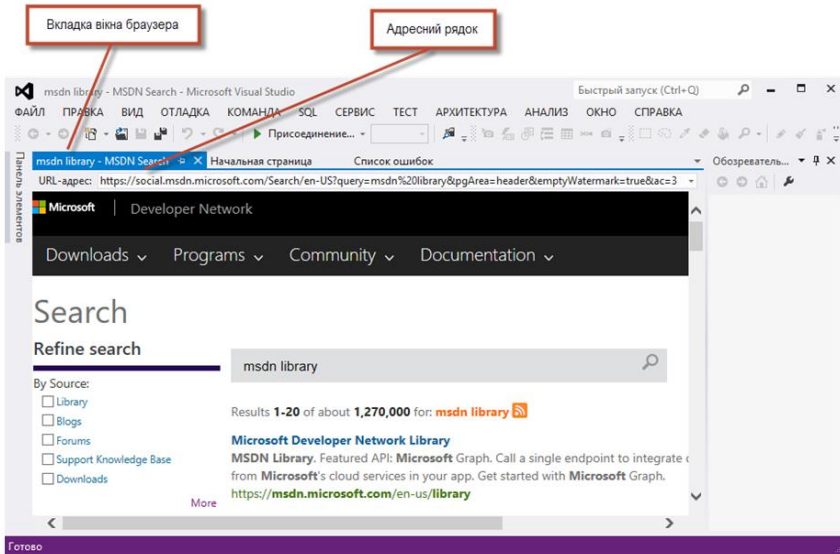 Вкладка вікна браузера
Адресний рядок
msdn library - MSDN Search - Microsoft Visual Studio
Быстрый запуск (Ctrl+Q)
ФАЙЛ ПРАВКА ВИД ОТЛАДКА КОМАНДА SQL СЕРВИС ТЕСТ АРХИТЕКТУРА АНАЛИЗ ОКНО СПРАВКА
Присоединение...
Панель элементов
msdn library - MSDN Search Начальная страница Список ошибок
Обозреватель...
URL-адрес: https://social.msdn.microsoft.com/Search/en-US?query=msdn%20library&pgArea=header&emptyWatermark=true&ac=3
Microsoft | Developer Network
Downloads Programs Community Documentation
Search
Refine search
msdn library
By Source:
Library
Blogs
Forums
Support Knowledge Base
Downloads
More
Results 1-20 of about 1,270,000 for: msdn library
Microsoft Developer Network Library
MSDN Library. Featured API: Microsoft Graph. Call a single endpoint to integrate
from Microsoft's cloud services in your app. Get started with Microsoft Graph.
https://msdn.microsoft.com/en-us/library
Готово